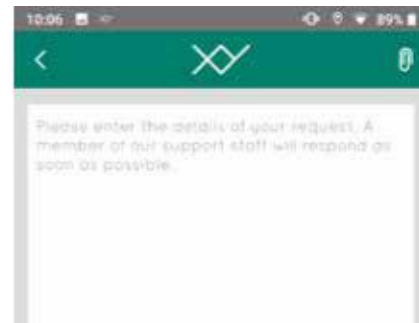 10:06 89%
Please enter the details of your request. A
member of our support staff will respond as
soon as possible.